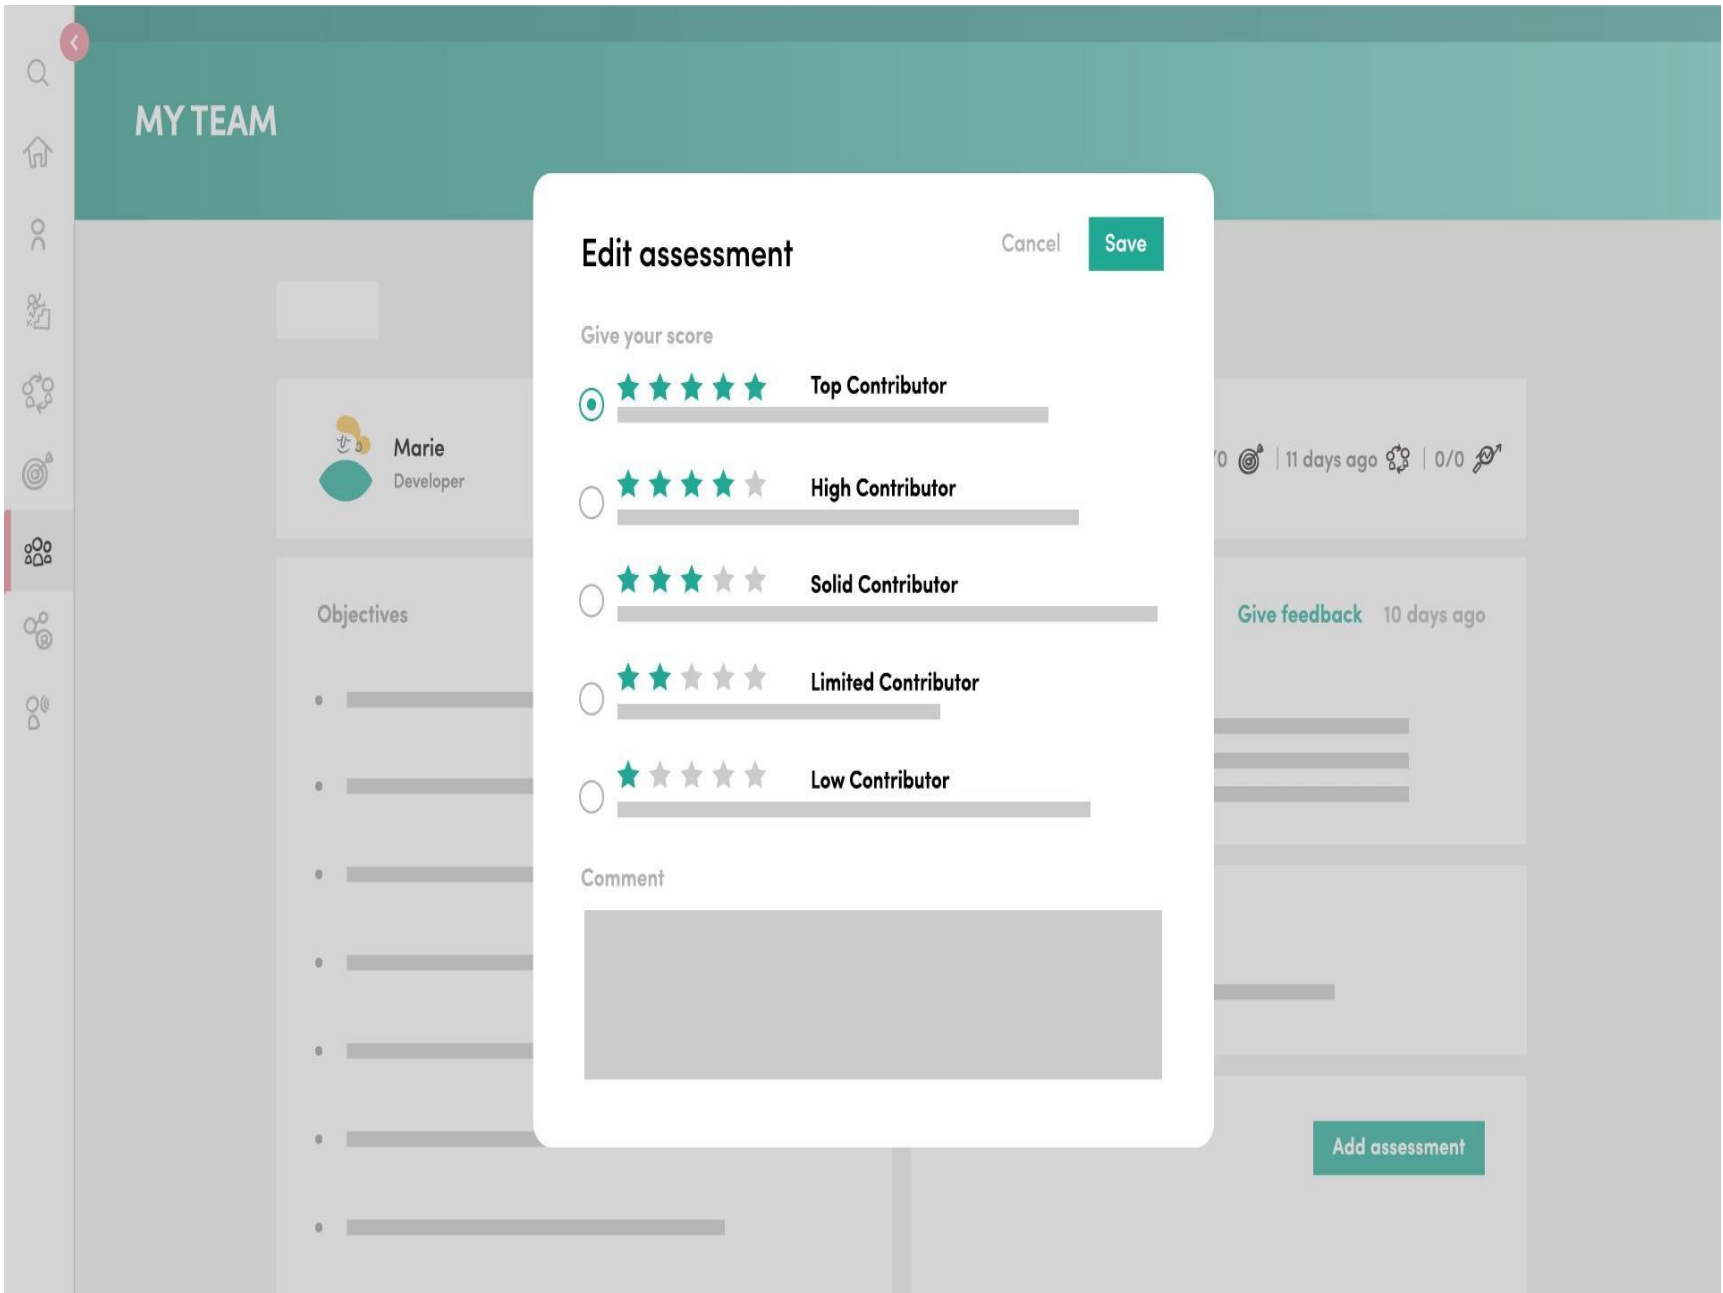 MY TEAM
Edit assessment
Cancel
Save
Give your score
Top Contributor
High Contributor
Solid Contributor
Limited Contributor
Low Contributor
Comment
Marie
Developer
11 days ago
0/0
Objectives
Give feedback
10 days ago
Add assessment